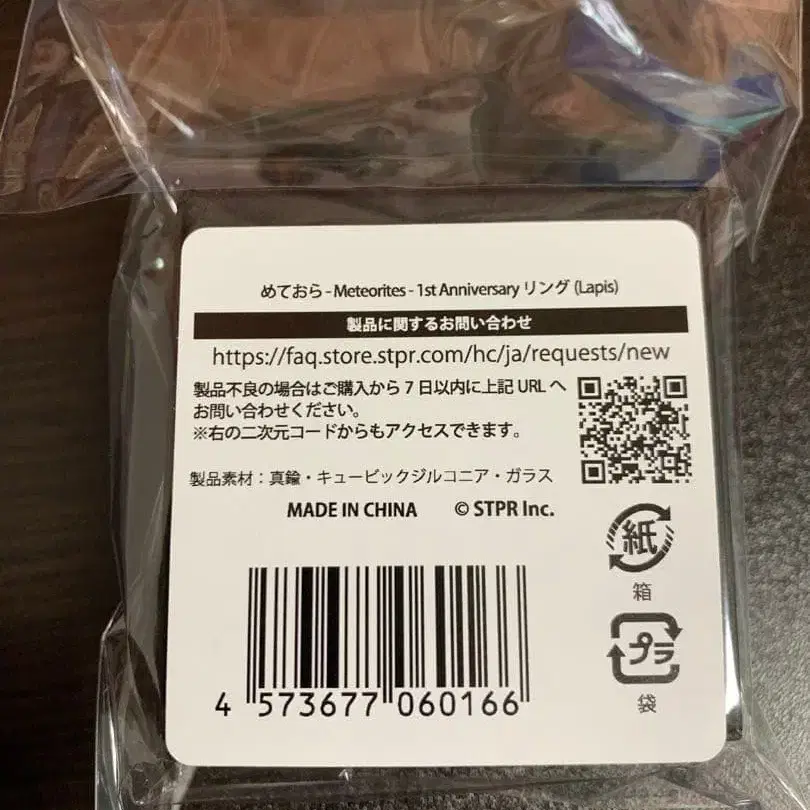 めておら - Meteorites - 1st Anniversary リング (Lapis)
製品に関するお問い合わせ
https://faq.store.stpr.com/hc/ja/requests/new
製品不良の場合はご購入から 7 日以内に上記 URL へ
お問い合わせください。
※右の二次元コードからもアクセスできます。
製品素材：真鍮・キュービックジルコニア・ガラス
MADE IN CHINA © STPR Inc.
紙
箱
プラ
袋
4 573677 060166